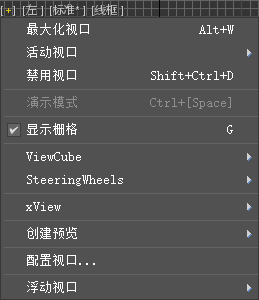 [+] [左] [标准*] [线框]
最大化视口 Alt+W
活动视口
禁用视口 Shift+Ctrl+D
演示模式 Ctrl+[Space]
显示栅格 G
ViewCube
SteeringWheels
xView
创建预览
配置视口...
浮动视口